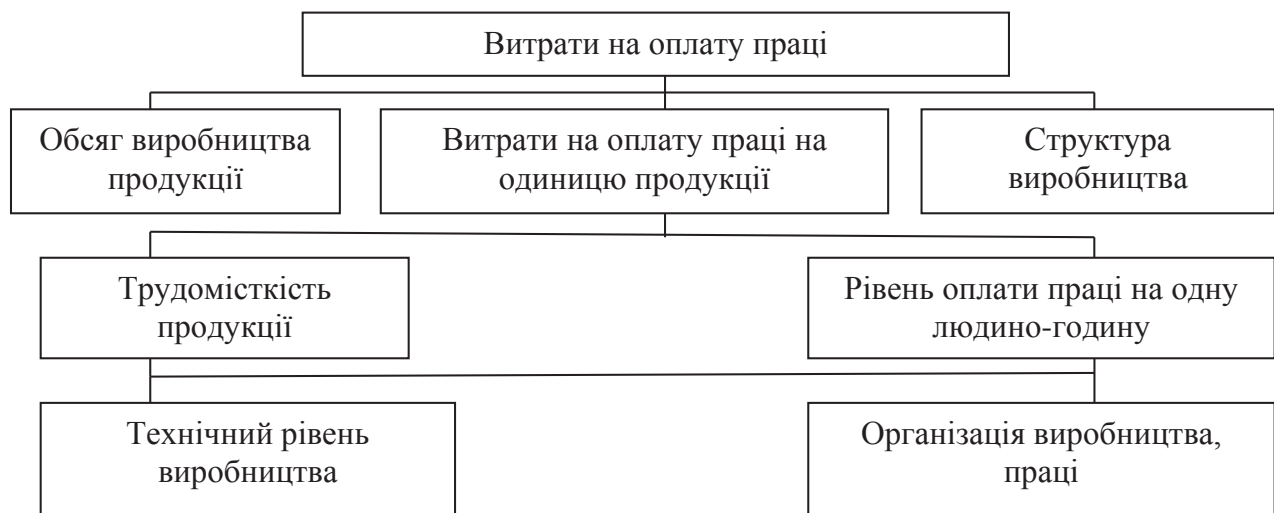 Витрати на оплату праці
Обсяг виробництва
продукції
Витрати на оплату праці на
одиницю продукції
Структура
виробництва
Трудомісткість
продукції
Рівень оплати праці на одну
людино-годину
Технічний рівень
виробництва
Організація виробництва,
праці